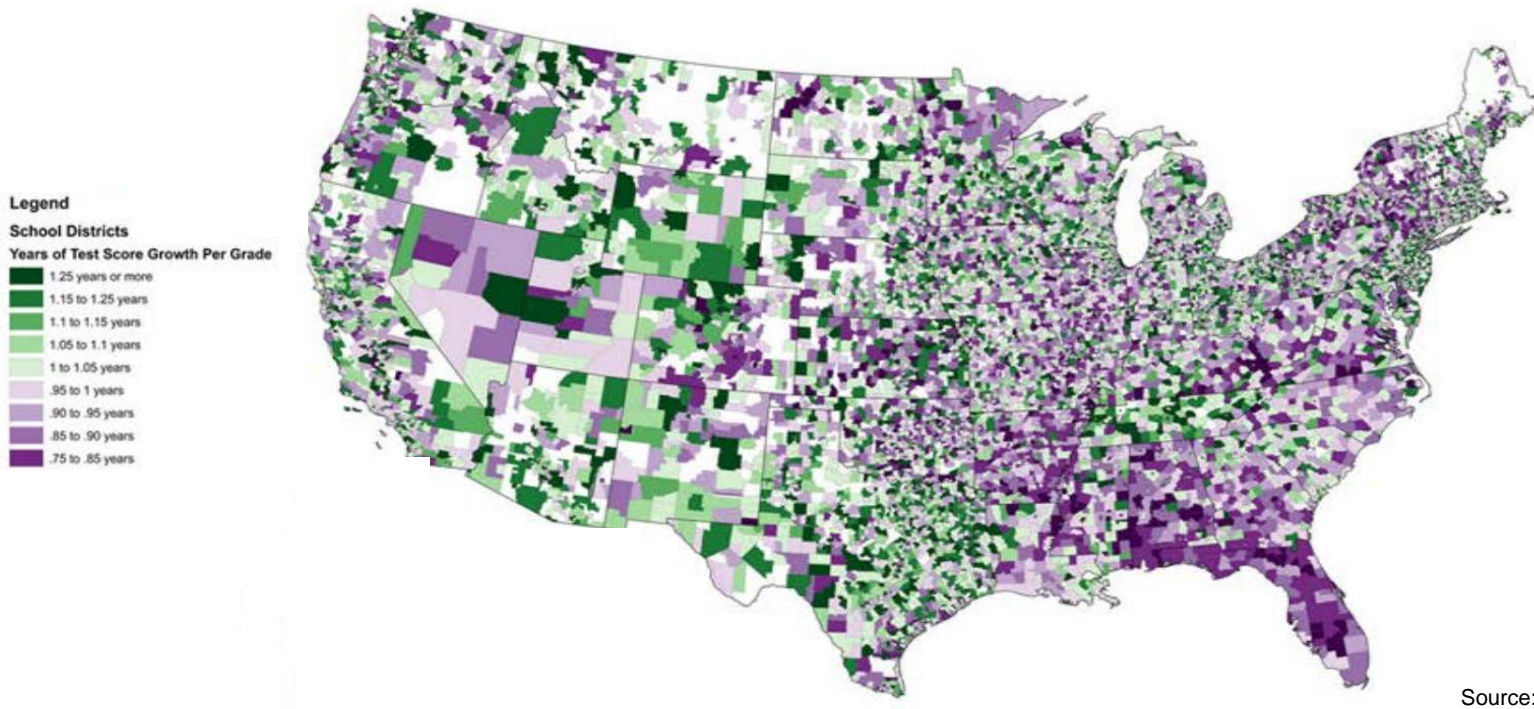 Legend
School Districts
Years of Test Score Growth Per Grade
1.25 years or more
1.15 to 1.25 years
1.1 to 1.15 years
1.05 to 1.1 years
1 to 1.05 years
.95 to 1 years
.90 to .95 years
.85 to .90 years
.75 to .85 years
Source: